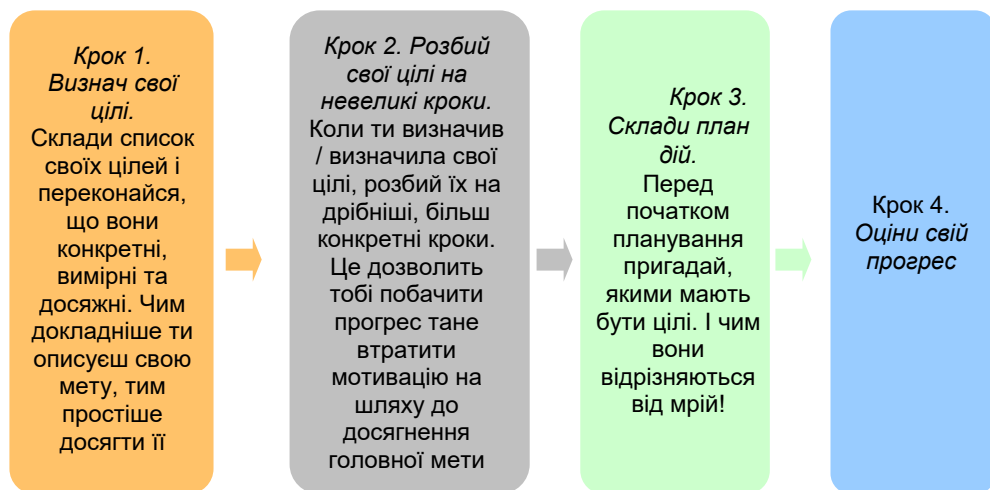 Крок 1.
Визнач свої
цілі.
Склади список
своїх цілей і
переконайся,
що вони
конкретні,
вимірні та
досяжні. Чим
докладніше ти
описуєш свою
мету, тим
простіше
досягти її
Крок 2. Розбий
свої цілі на
невеликі кроки.
Коли ти визначив
/ визначила свої
цілі, розбий їх на
дрібніші, більш
конкретні кроки.
Це дозволить
тобі побачити
прогрес тане
втратити
мотивацію на
шляху до
досягнення
головної мети
Крок 3.
Склади план
дій.
Перед
початком
планування
пригадай,
якими мають
бути цілі. І чим
вони
відрізняються
від мрій!
Крок 4.
Оціни свій
прогрес